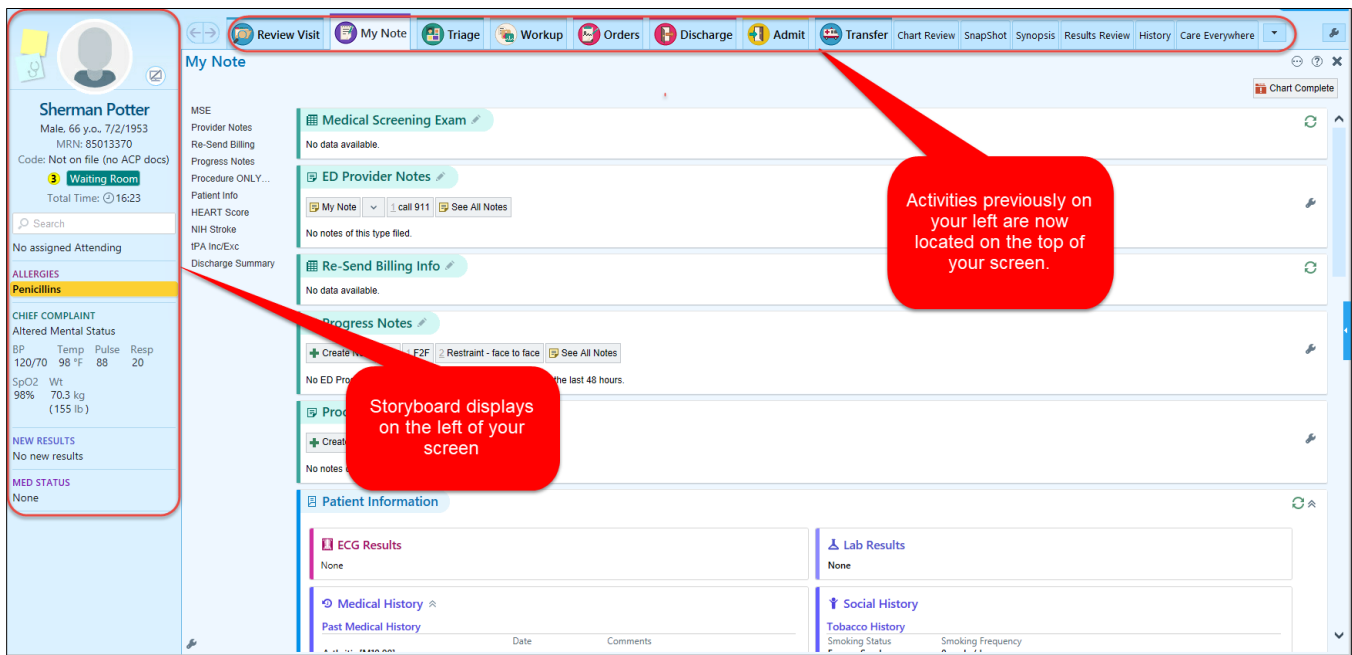 Review Visit My Note Triage Workup Orders Discharge Admit Transfer Chart Review SnapShot Synopsis Results Review History Care Everywhere
My Note
Chart Complete
Sherman Potter
Male, 66 y.o., 7/2/1953
MRN: 85013370
Code: Not on file (no ACP docs)
3 Waiting Room
Total Time: 16:23
Search
No assigned Attending
ALLERGIES
Penicillins
CHIEF COMPLAINT
Altered Mental Status
BP Temp Pulse Resp
120/70 98 °F 88 20
SpO2 Wt
98% 70.3 kg
(155 lb)
NEW RESULTS
No new results
MED STATUS
None
MSE
Provider Notes
Re-Send Billing
Progress Notes
Procedure ONLY...
Patient Info
HEART Score
NIH Stroke
tPA Inc/Exc
Discharge Summary
Medical Screening Exam
No data available.
ED Provider Notes
My Note 1 call 911 See All Notes
No notes of this type filed.
Re-Send Billing Info
No data available.
Progress Notes
Create F2F 2 Restraint - face to face See All Notes
No ED the last 48 hours.
No notes
Patient Information
ECG Results
None
Lab Results
None
Medical History
Past Medical History
Date Comments
Social History
Tobacco History
Smoking Status Smoking Frequency
Activities previously on
your left are now
located on the top of
your screen.
Storyboard displays
on the left of your
screen